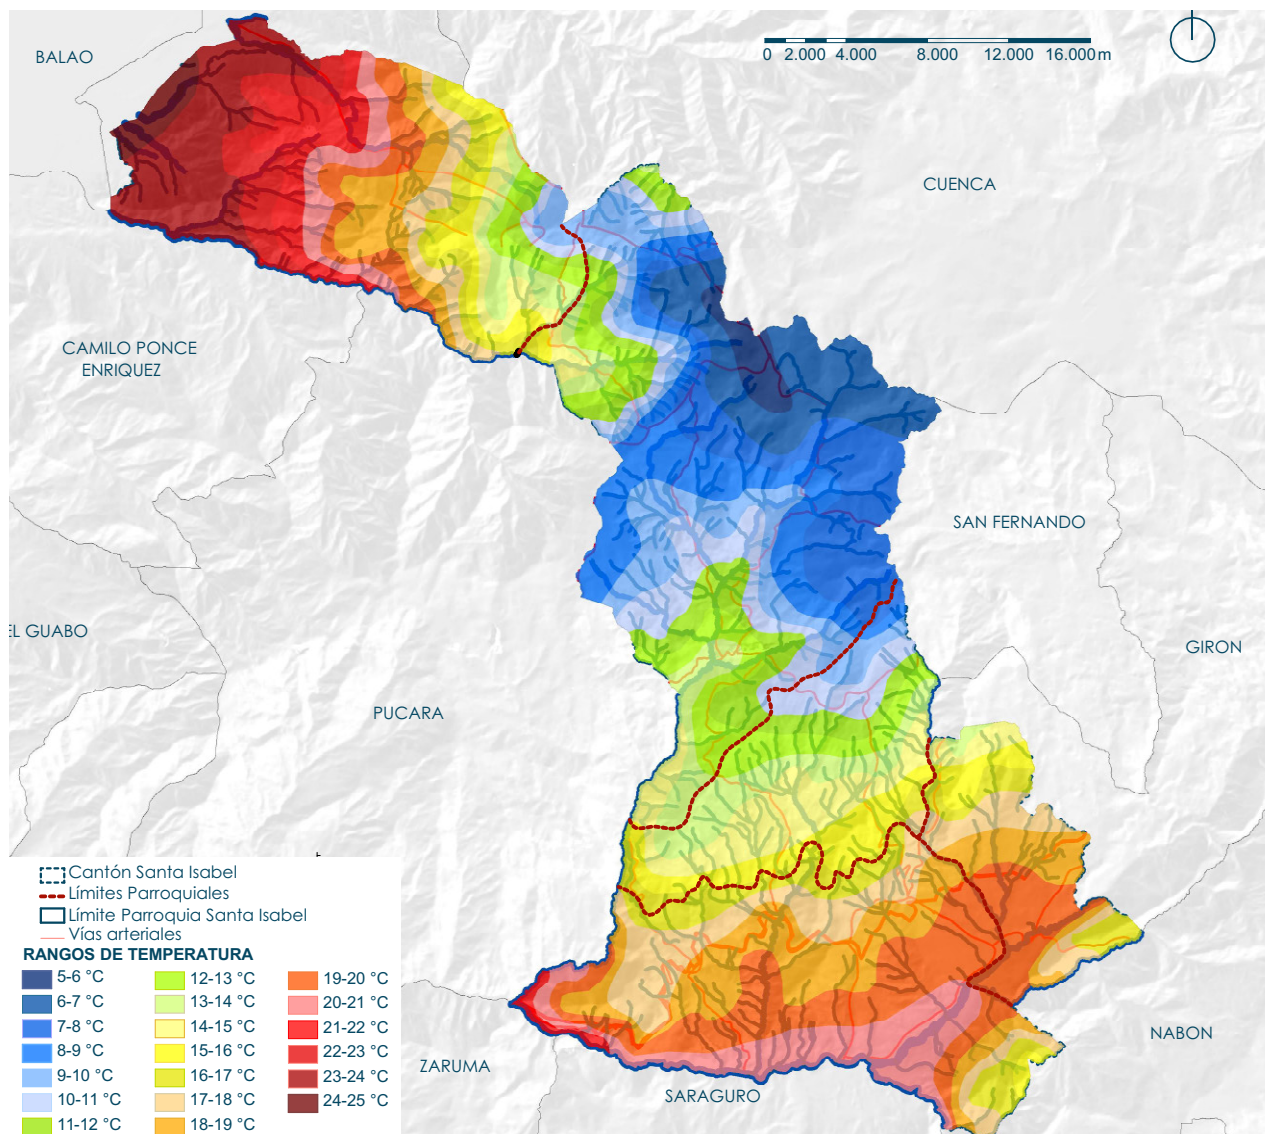 BALAO
0 2.000 4.000 8.000 12.000 16.000m
CUENCA
CAMILO PONCE
ENRIQUEZ
SAN FERNANDO
EL GUABO
GIRON
PUCARA
NABON
ZARUMA
SARAGURO
Cantón Santa Isabel
Límites Parroquiales
Límite Parroquia Santa Isabel
Vías arteriales
RANGOS DE TEMPERATURA
5-6 °C
6-7 °C
7-8 °C
8-9 °C
9-10 °C
10-11 °C
11-12 °C
12-13 °C
13-14 °C
14-15 °C
15-16 °C
16-17 °C
17-18 °C
18-19 °C
19-20 °C
20-21 °C
21-22 °C
22-23 °C
23-24 °C
24-25 °C